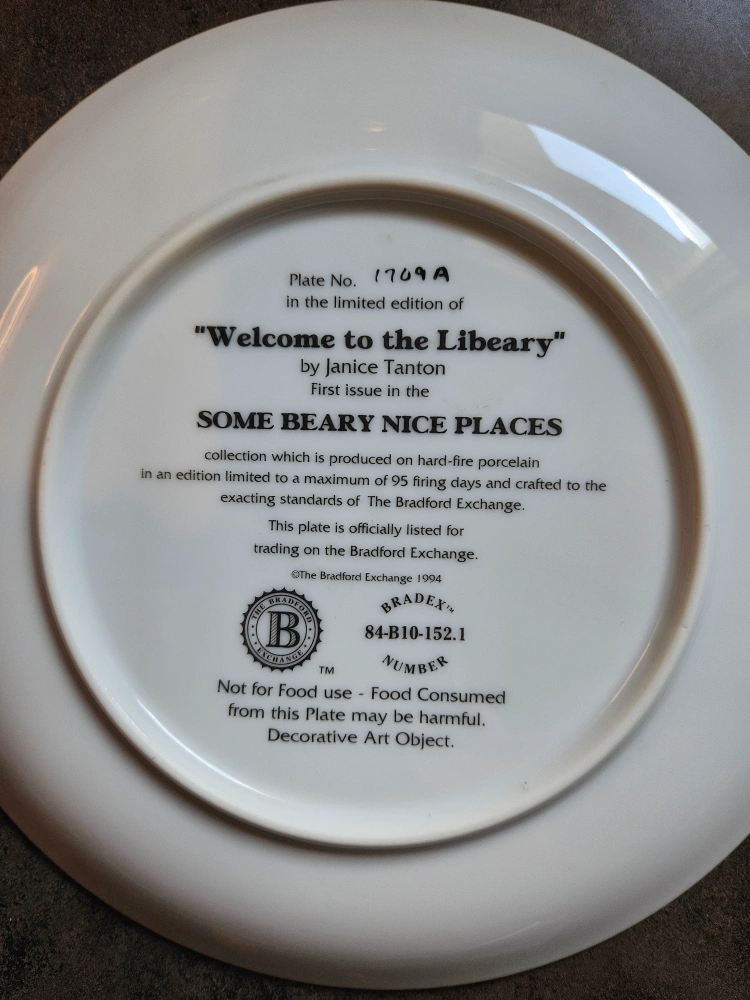 Plate No. 1709A
in the limited edition of
"Welcome to the Libeary"
by Janice Tanton
First issue in the
SOME BEARY NICE PLACES
collection which is produced on hard-fire porcelain
in an edition limited to a maximum of 95 firing days and crafted to the
exacting standards of The Bradford Exchange.
This plate is officially listed for
trading on the Bradford Exchange.
©The Bradford Exchange 1994
THE BRADFORD
B
EXCHANGE
TM
BRADEX™
84-B10-152.1
NUMBER
Not for Food use - Food Consumed
from this Plate may be harmful.
Decorative Art Object.